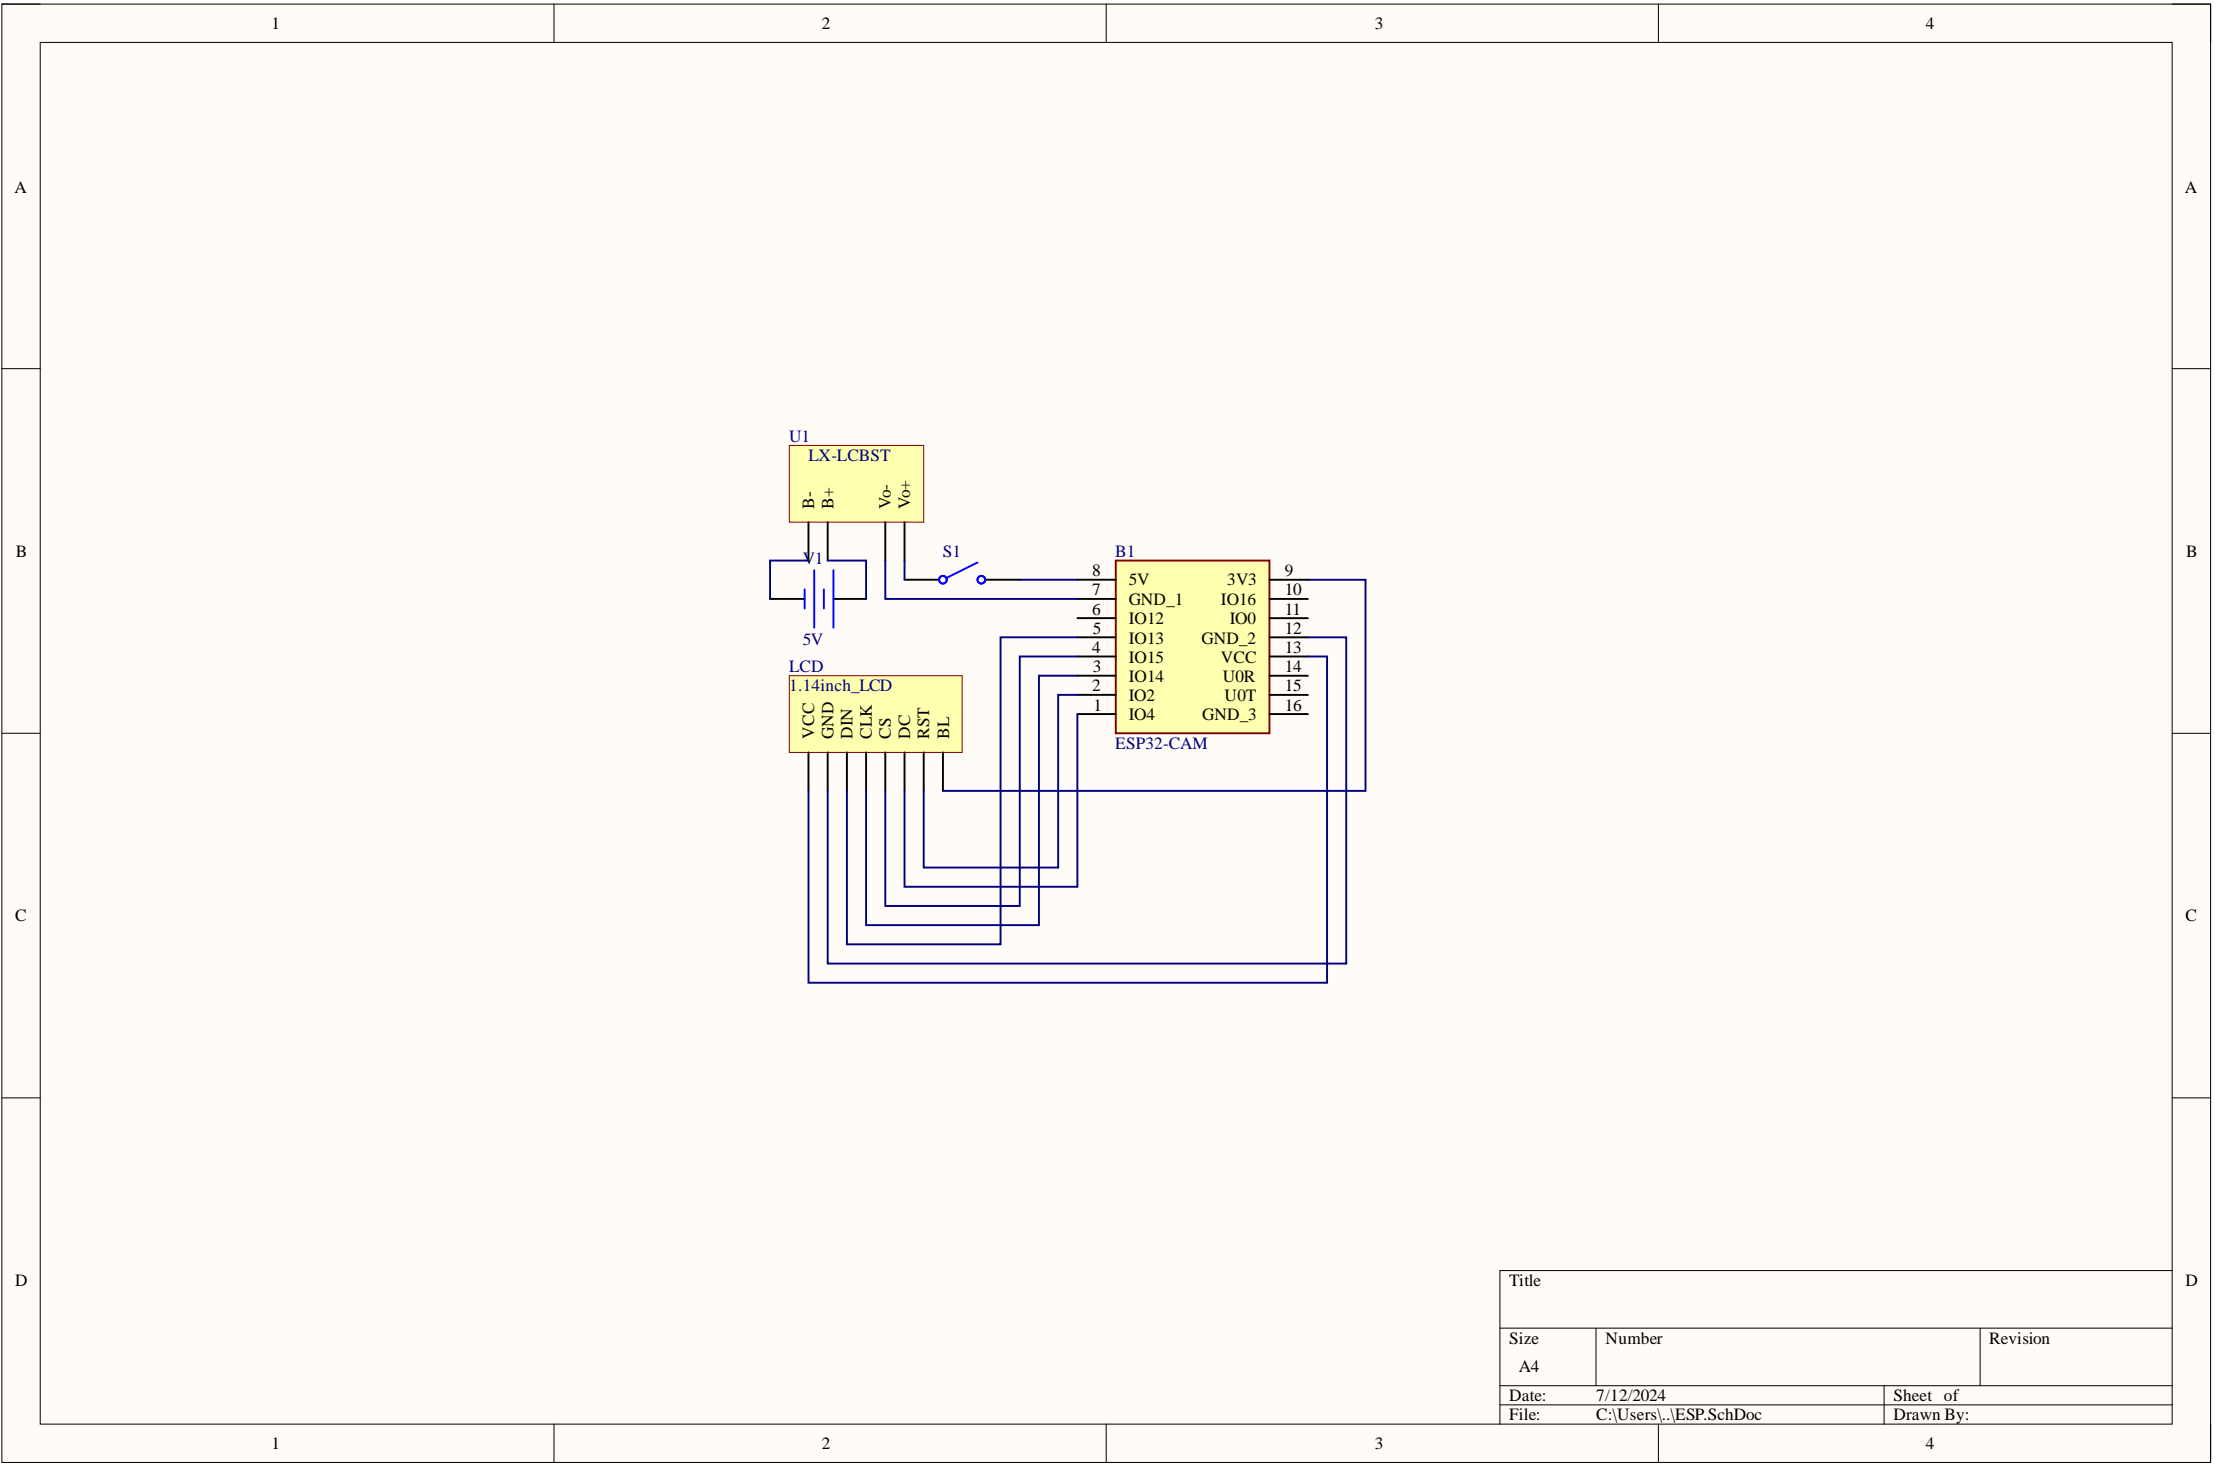 1 2 3 4
A A
U1
LX-LCBST
B- B+ Vo- Vo+
B B
V1
5V
S1
B1
8 5V 3V3 9
7 GND_1 IO16 10
6 IO12 IO0 11
5 IO13 GND_2 12
4 IO15 VCC 13
3 IO14 U0R 14
2 IO2 U0T 15
1 IO4 GND_3 16
ESP32-CAM
LCD
1.14inch_LCD
VCC GND DIN CLK CS DC RST BL
C C
D D
Title
Size Number Revision
A4
Date: 7/12/2024 Sheet of
File: C:\Users\..\ESP.SchDoc Drawn By:
1 2 3 4